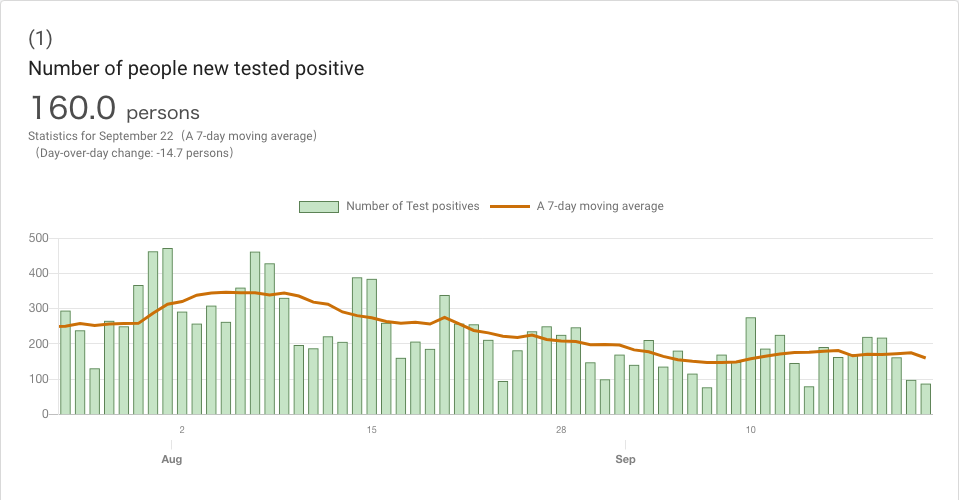 (1)
Number of people new tested positive
160.0 persons
Statistics for September 22（A 7-day moving average）
（Day-over-day change: -14.7 persons）
Number of Test positives A 7-day moving average
500
400
300
200
100
0
2 15 28 10
Aug Sep